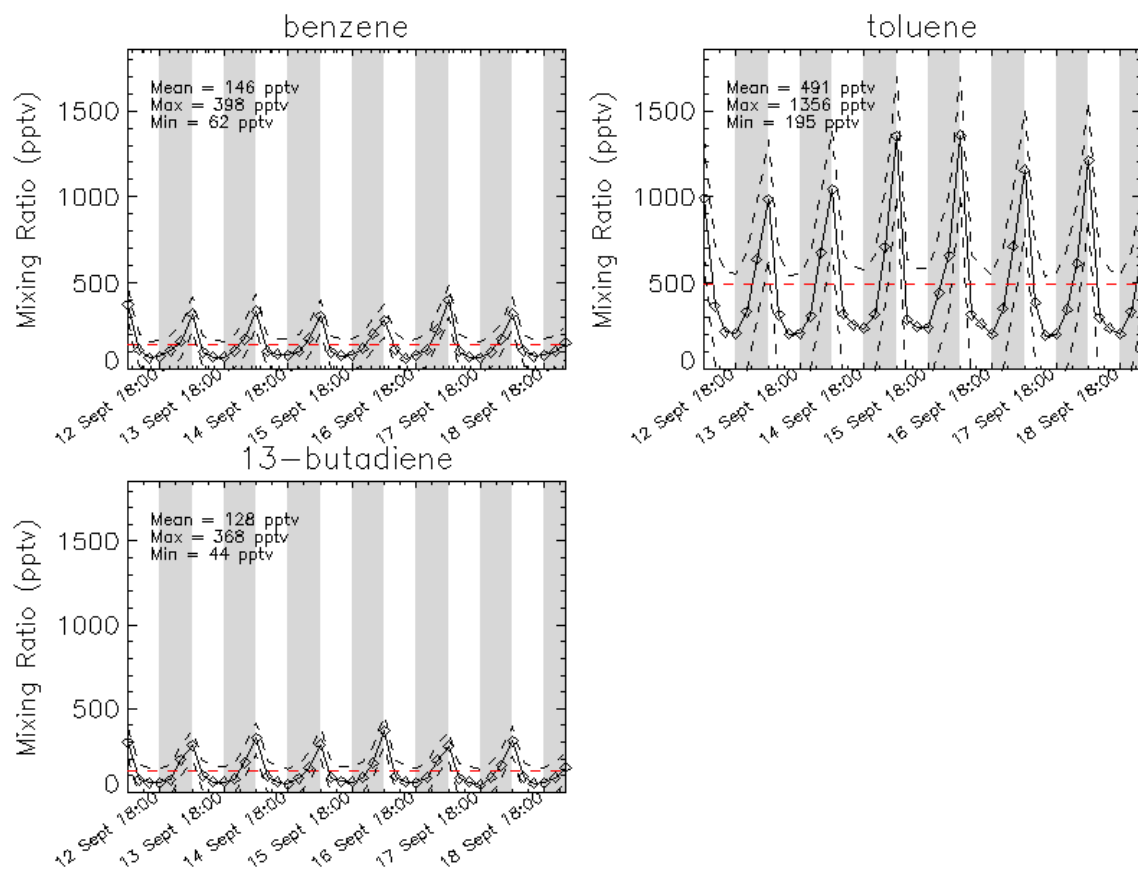 benzene
Mean = 146 pptv
Max = 398 pptv
Min = 62 pptv
Mixing Ratio (pptv)
1500
1000
500
0
12 Sept 18:00
13 Sept 18:00
14 Sept 18:00
15 Sept 18:00
16 Sept 18:00
17 Sept 18:00
18 Sept 18:00
toluene
Mean = 491 pptv
Max = 1356 pptv
Min = 195 pptv
Mixing Ratio (pptv)
1500
1000
500
0
12 Sept 18:00
13 Sept 18:00
14 Sept 18:00
15 Sept 18:00
16 Sept 18:00
17 Sept 18:00
18 Sept 18:00
13-butadiene
Mean = 128 pptv
Max = 368 pptv
Min = 44 pptv
Mixing Ratio (pptv)
1500
1000
500
0
12 Sept 18:00
13 Sept 18:00
14 Sept 18:00
15 Sept 18:00
16 Sept 18:00
17 Sept 18:00
18 Sept 18:00